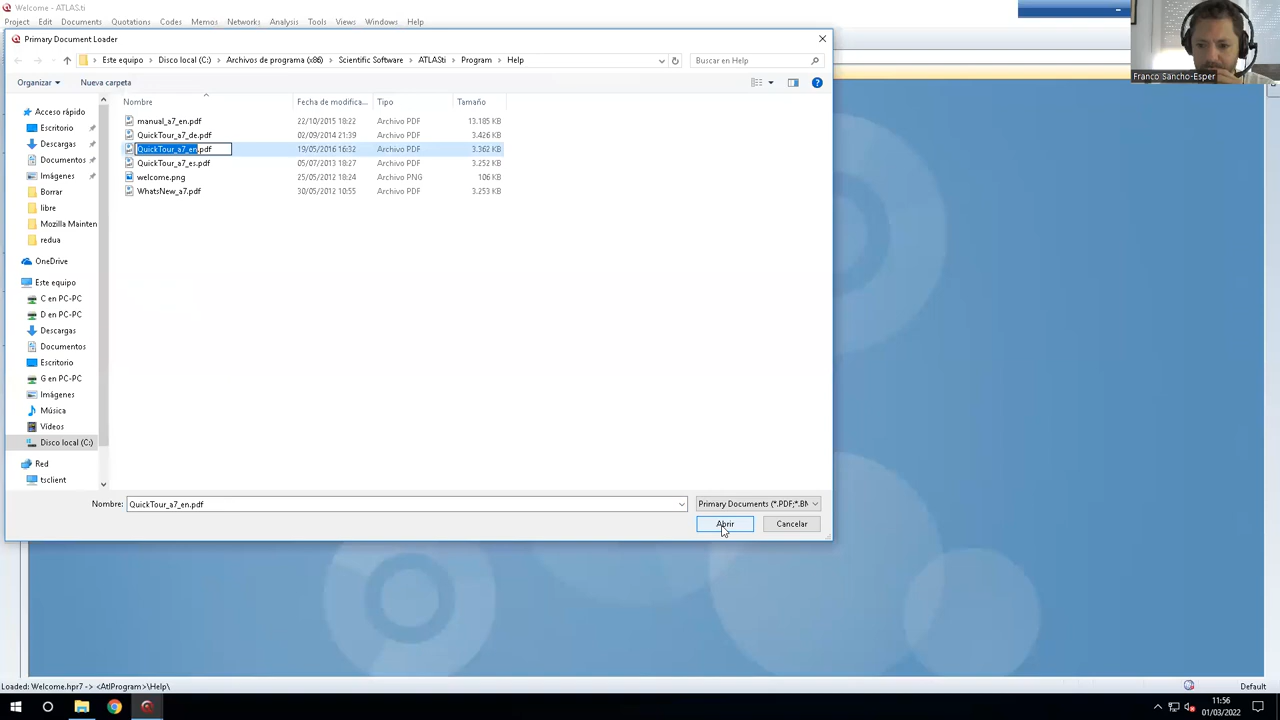 Welcome - ATLAS.ti
Project Edit Documents Quotations Codes Memos Networks Analysis Tools Views Windows Help
Primary Document Loader
Este equipo > Disco local (C:) > Archivos de programa (x86) > Scientific Software > ATLASti > Program > Help
Buscar en Help
Organizar Nueva carpeta
Nombre Fecha de modifica... Tipo Tamaño
manual_a7_en.pdf 22/10/2015 18:22 Archivo PDF 13.185 KB
QuickTour_a7_de.pdf 02/09/2014 21:39 Archivo PDF 3.426 KB
QuickTour_a7_en.pdf 19/05/2016 16:32 Archivo PDF 3.362 KB
QuickTour_a7_es.pdf 05/07/2013 18:27 Archivo PDF 3.252 KB
welcome.png 25/05/2012 18:24 Archivo PNG 106 KB
WhatsNew_a7.pdf 30/05/2012 10:55 Archivo PDF 3.253 KB
Acceso rápido
Escritorio
Descargas
Documentos
Imágenes
Borrar
libre
Mozilla Mainten
redua
OneDrive
Este equipo
C en PC-PC
D en PC-PC
Descargas
Documentos
Escritorio
G en PC-PC
Imágenes
Música
Vídeos
Disco local (C:)
Red
tsclient
Nombre: QuickTour_a7_en.pdf
Primary Documents (*.PDF;*.BM
Abrir Cancelar
Franco Sancho-Esper
Loaded: Welcome.hpr7 -> <AtlProgram>\Help\
Default
11:56
01/03/2022